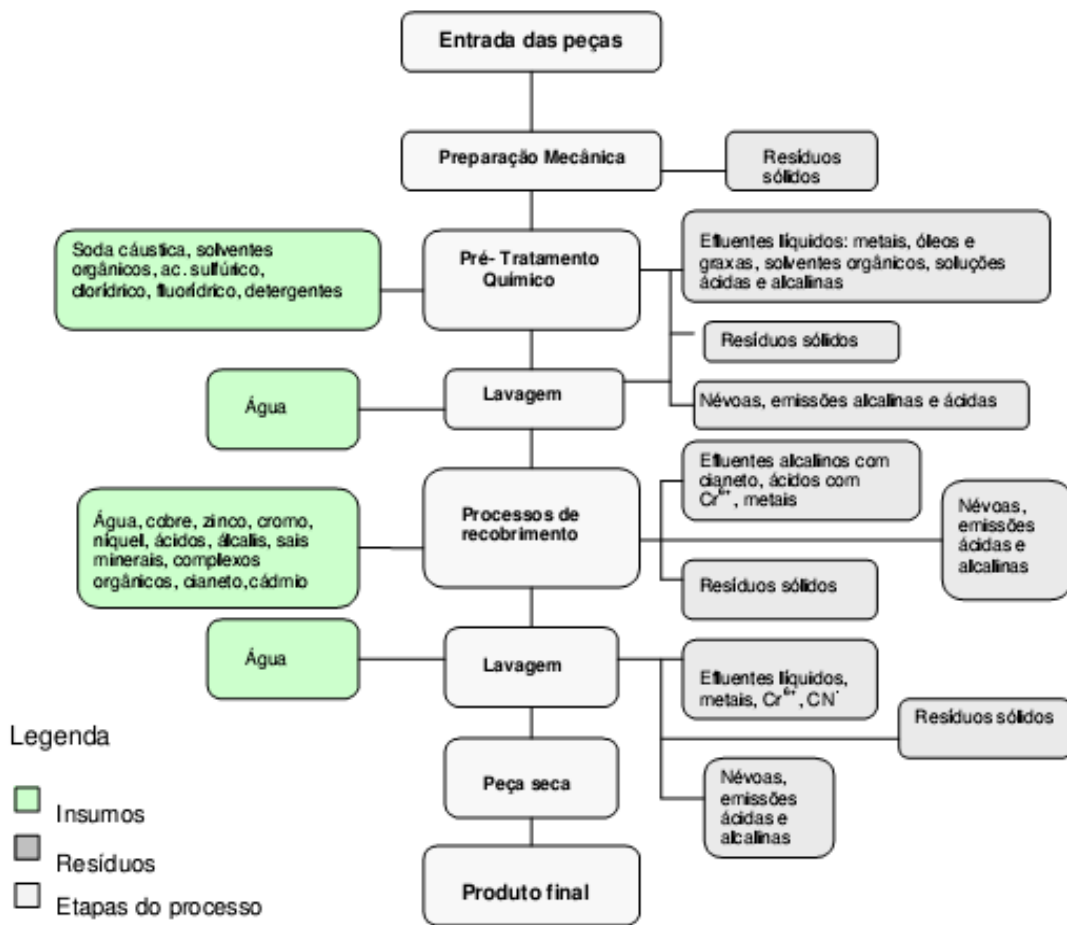 Entrada das peças
Preparação Mecânica
Resíduos
sólidos
Soda cáustica, solventes
orgânicos, ac. sulfúrico,
clorídrico, fluorídrico, detergentes
Pré- Tratamento
Químico
Efluentes líquidos: metais, óleos e
graxas, solventes orgânicos, soluções
ácidas e alcalinas
Resíduos sólidos
Água
Lavagem
Névoas, emissões alcalinas e ácidas
Efluentes alcalinos com
cianeto, ácidos com
Cr⁶⁺, metais
Água, cobre, zinco, cromo,
níquel, ácidos, álcalis, sais
minerais, complexos
orgânicos, cianeto,cádmio
Processos de
recobrimento
Névoas,
emissões
ácidas e
alcalinas
Resíduos sólidos
Água
Lavagem
Efluentes líquidos,
metais, Cr⁶⁺, CN⁻
Resíduos sólidos
Legenda
Peça seca
Névoas,
emissões
ácidas e
alcalinas
Insumos
Resíduos
Etapas do processo
Produto final